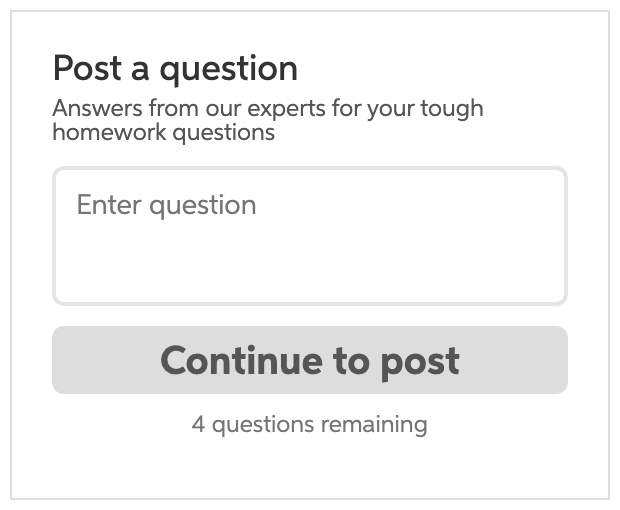 Post a question
Answers from our experts for your tough
homework questions
Enter question
Continue to post
4 questions remaining